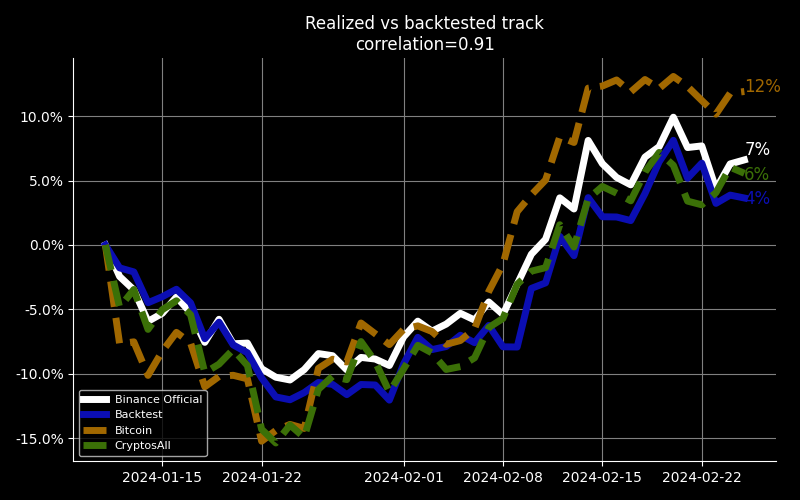 Realized vs backtested track
correlation=0.91
10.0%
5.0%
0.0%
-5.0%
-10.0%
-15.0%
12%
7%
6%
4%
Binance Official
Backtest
Bitcoin
CryptosAll
2024-01-15
2024-01-22
2024-02-01
2024-02-08
2024-02-15
2024-02-22